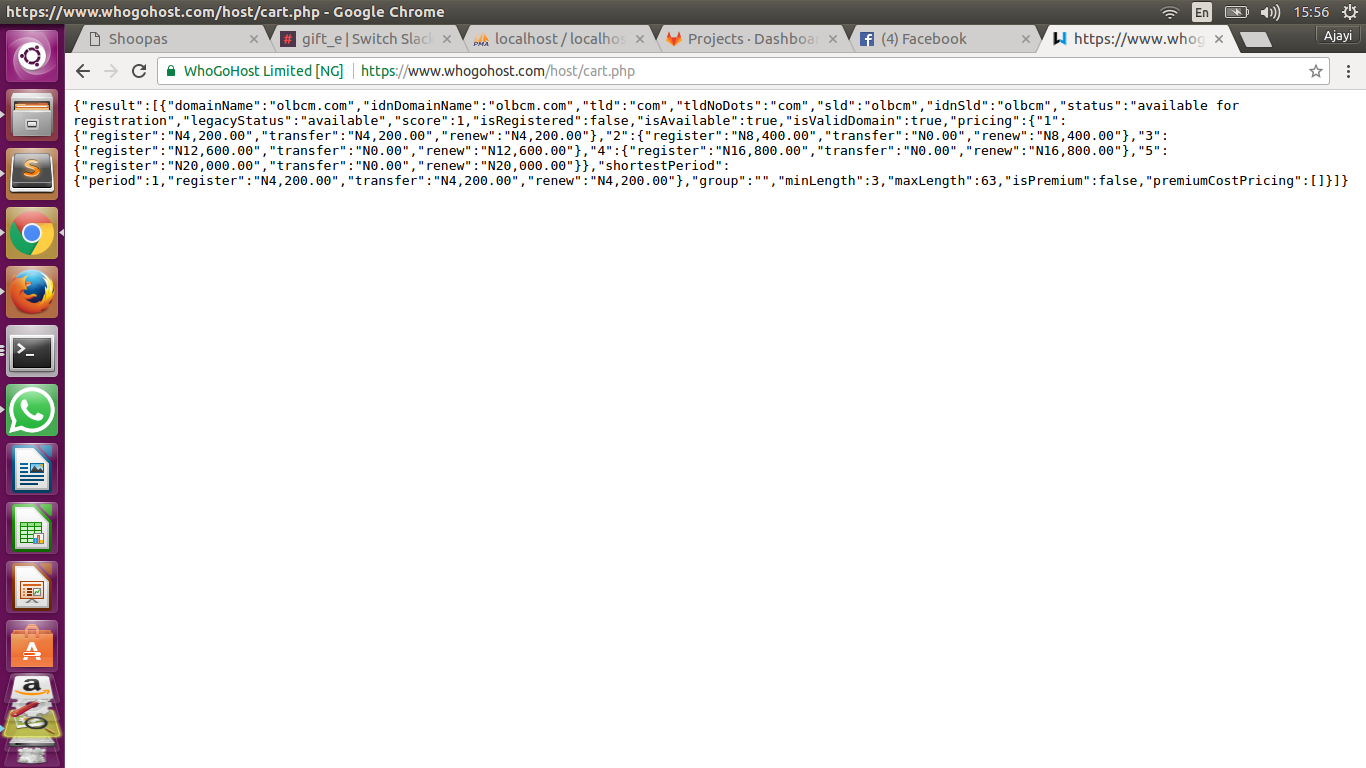 https://www.whogohost.com/host/cart.php - Google Chrome
En
15:56
Shoopas
gift_e | Switch Slack
localhost / localhos
Projects · Dashboar
(4) Facebook
https://www.whog
Ajayi
WhoGoHost Limited [NG]
https://www.whogohost.com/host/cart.php
{"result":[{"domainName":"olbcm.com","idnDomainName":"olbcm.com","tld":"com","tldNoDots":"com","sld":"olbcm","idnSld":"olbcm","status":"available for
registration","legacyStatus":"available","score":1,"isRegistered":false,"isAvailable":true,"isValidDomain":true,"pricing":{"1":
{"register":"N4,200.00","transfer":"N4,200.00","renew":"N4,200.00"},"2":{"register":"N8,400.00","transfer":"N0.00","renew":"N8,400.00"},"3":
{"register":"N12,600.00","transfer":"N0.00","renew":"N12,600.00"},"4":{"register":"N16,800.00","transfer":"N0.00","renew":"N16,800.00"},"5":
{"register":"N20,000.00","transfer":"N0.00","renew":"N20,000.00"}},"shortestPeriod":
{"period":1,"register":"N4,200.00","transfer":"N4,200.00","renew":"N4,200.00"},"group":"","minLength":3,"maxLength":63,"isPremium":false,"premiumCostPricing":[]}]}